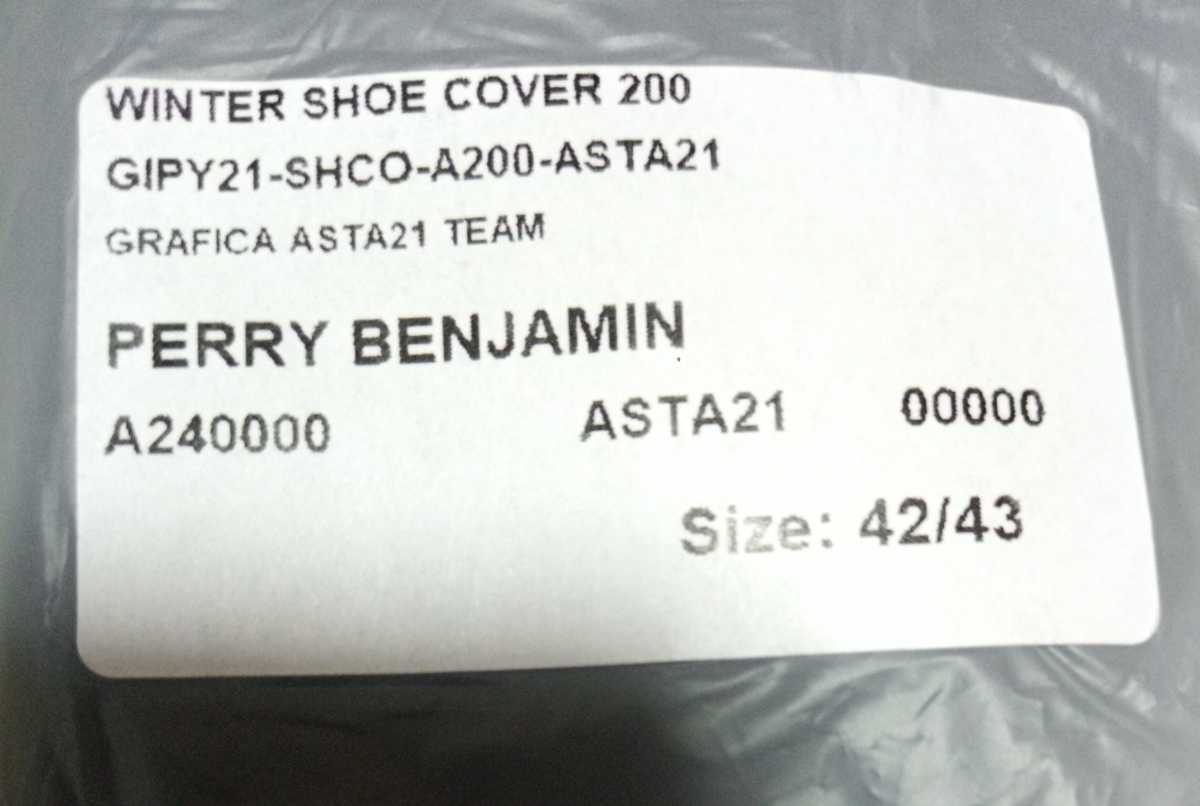 WINTER SHOE COVER 200
GIPY21-SHCO-A200-ASTA21
GRAFICA ASTA21 TEAM
PERRY BENJAMIN
A240000 ASTA21 00000
Size: 42/43